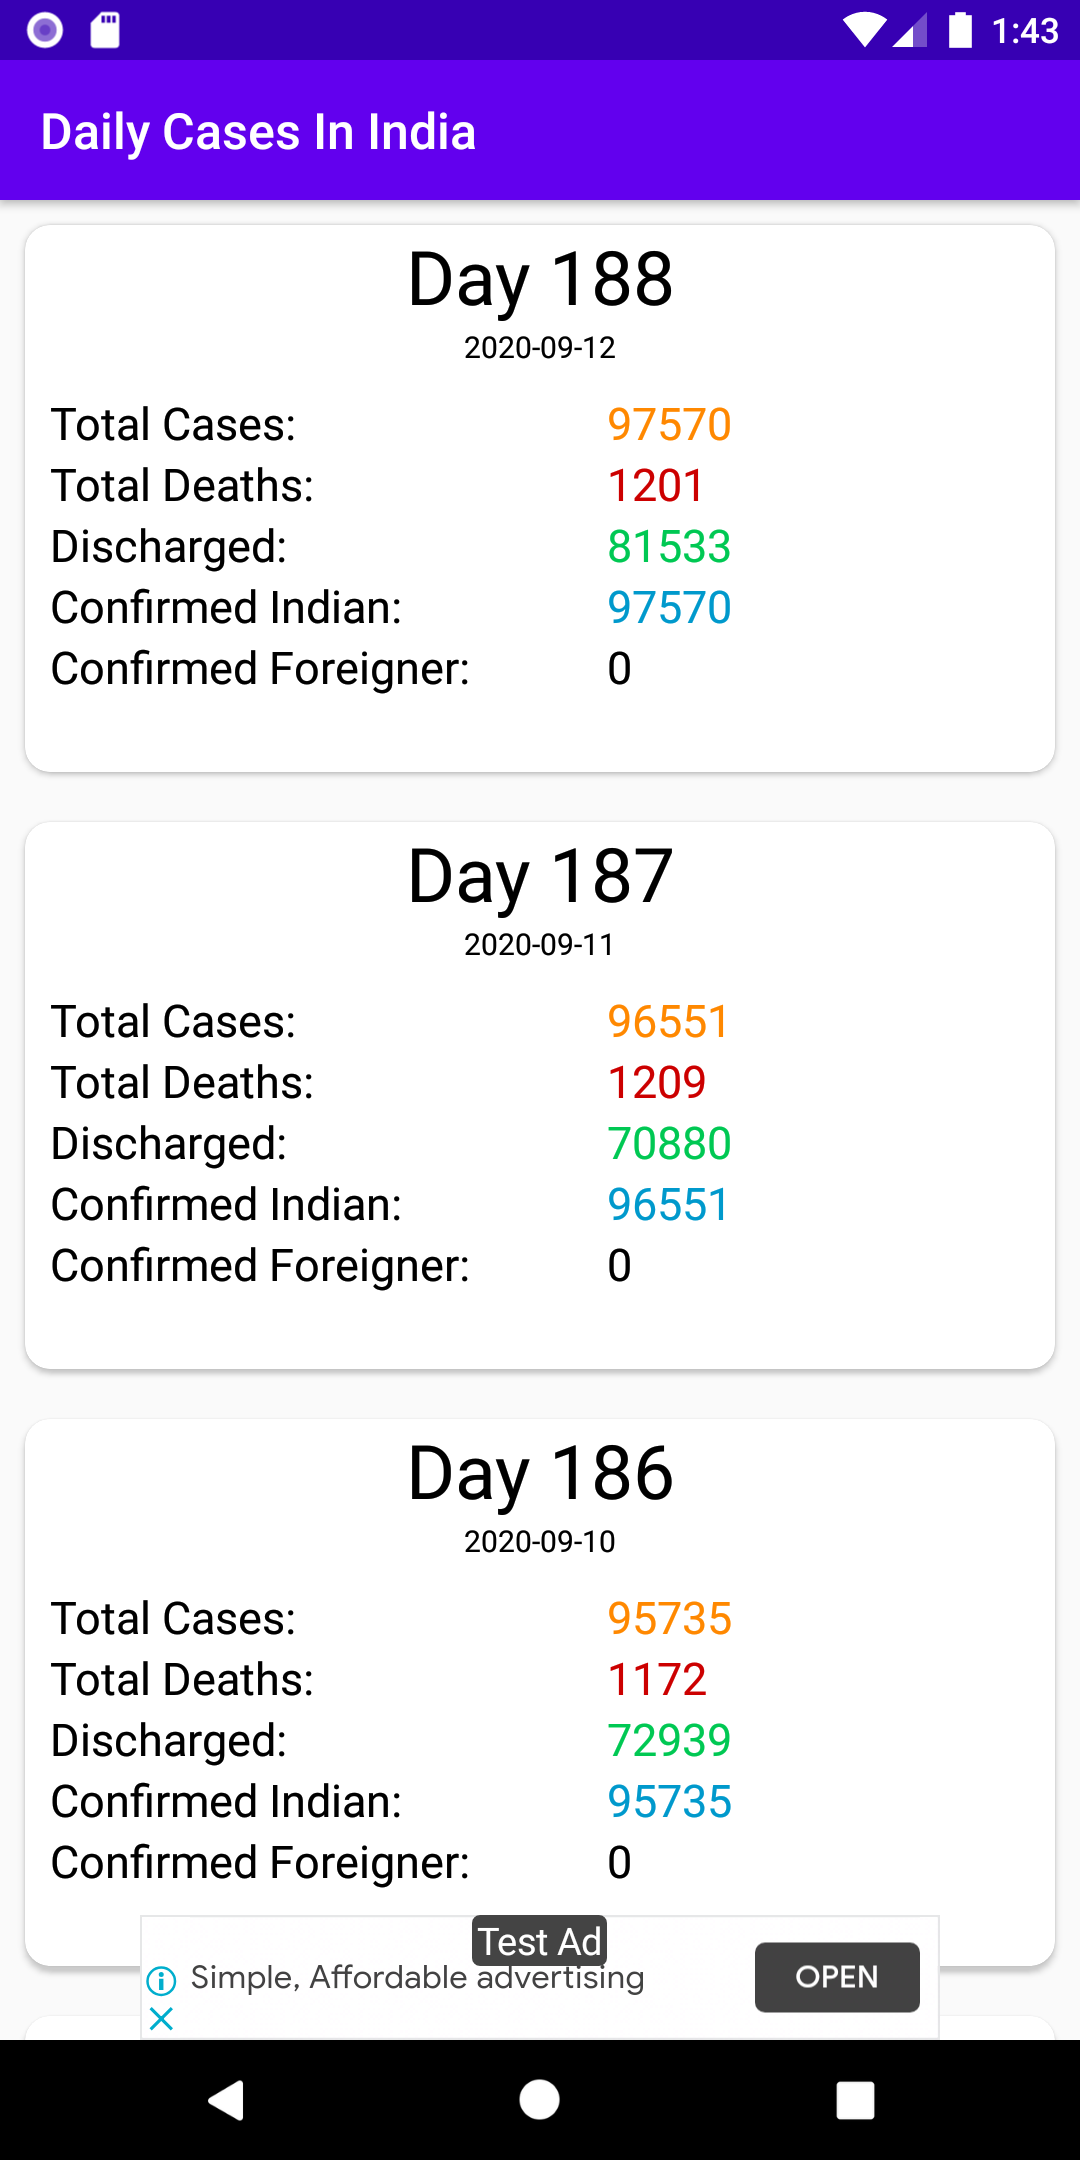 1:43
Daily Cases In India
Day 188
2020-09-12
Total Cases: 97570
Total Deaths: 1201
Discharged: 81533
Confirmed Indian: 97570
Confirmed Foreigner: 0
Day 187
2020-09-11
Total Cases: 96551
Total Deaths: 1209
Discharged: 70880
Confirmed Indian: 96551
Confirmed Foreigner: 0
Day 186
2020-09-10
Total Cases: 95735
Total Deaths: 1172
Discharged: 72939
Confirmed Indian: 95735
Confirmed Foreigner: 0
Test Ad
Simple, Affordable advertising
OPEN